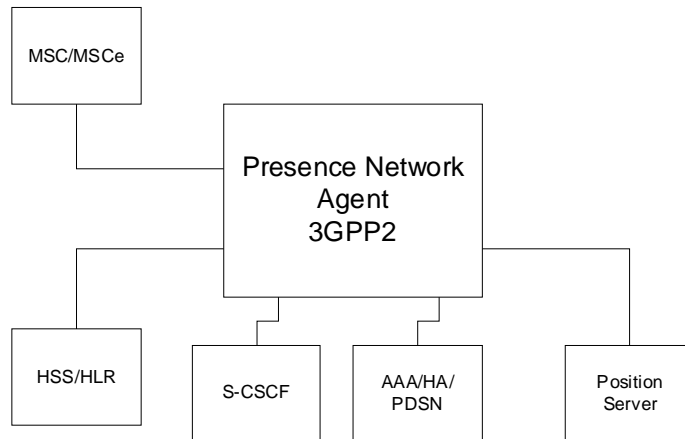 MSC/MSCe
Presence Network
Agent
3GPP2
HSS/HLR
S-CSCF
AAA/HA/
PDSN
Position
Server